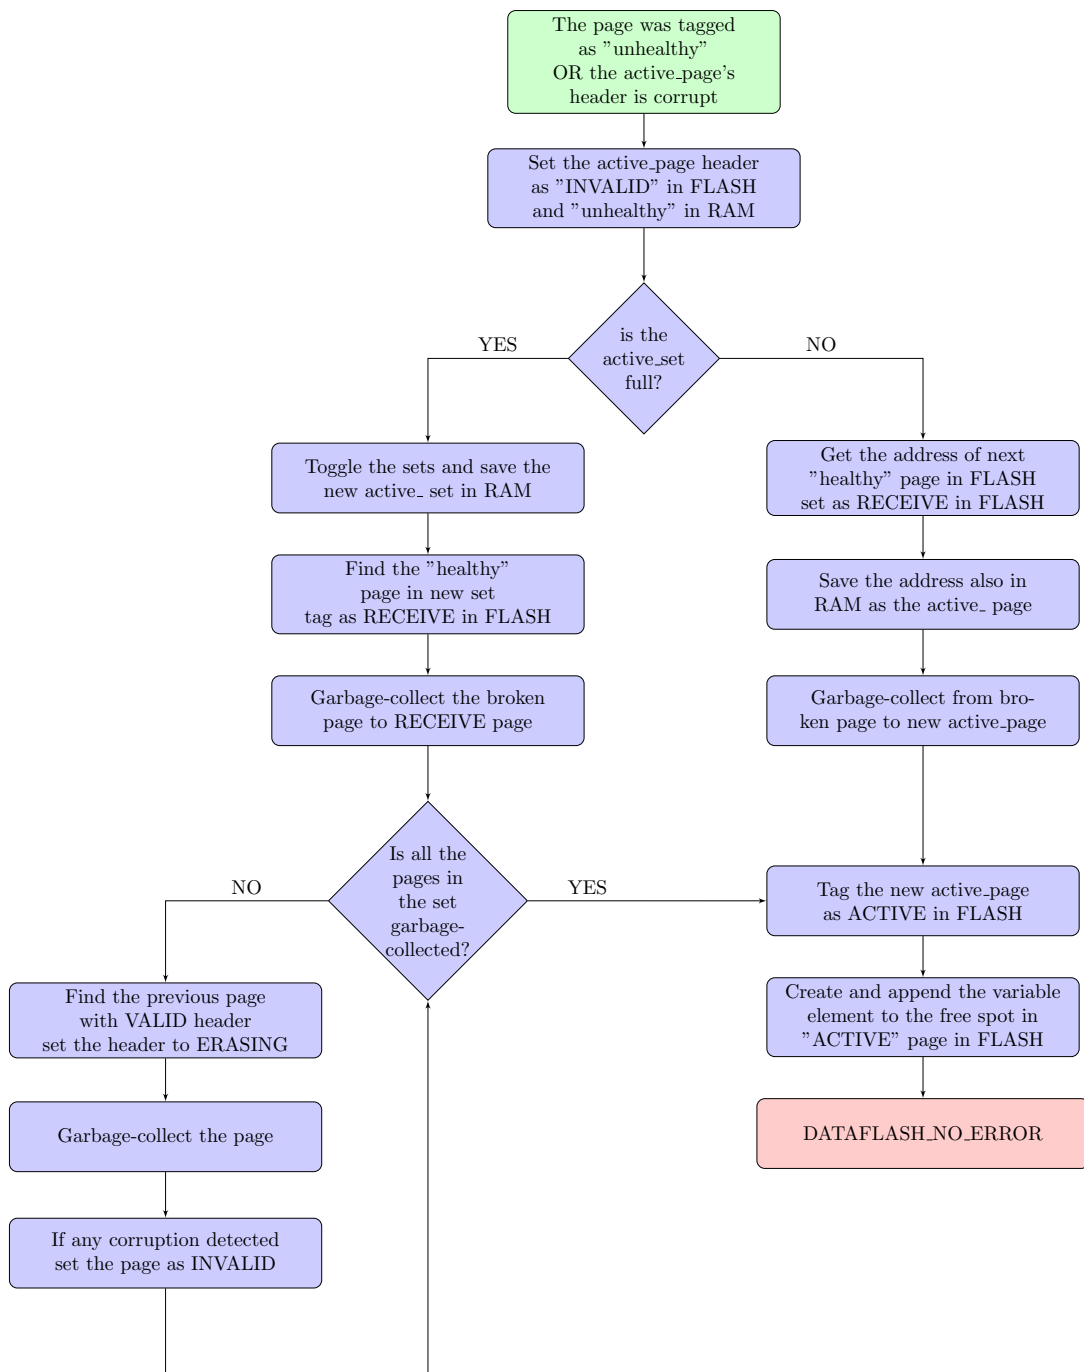 The page was tagged
as ”unhealthy”
OR the active_page's
header is corrupt
Set the active_page header
as ”INVALID” in FLASH
and ”unhealthy” in RAM
is the
active_set
full?
YES
NO
Toggle the sets and save the
new active_ set in RAM
Get the address of next
”healthy” page in FLASH
set as RECEIVE in FLASH
Find the ”healthy”
page in new set
tag as RECEIVE in FLASH
Save the address also in
RAM as the active_ page
Garbage-collect the broken
page to RECEIVE page
Garbage-collect from bro-
ken page to new active_page
Is all the
pages in
the set
garbage-
collected?
NO
YES
Tag the new active_page
as ACTIVE in FLASH
Find the previous page
with VALID header
set the header to ERASING
Create and append the variable
element to the free spot in
”ACTIVE” page in FLASH
Garbage-collect the page
DATAFLASH_NO_ERROR
If any corruption detected
set the page as INVALID